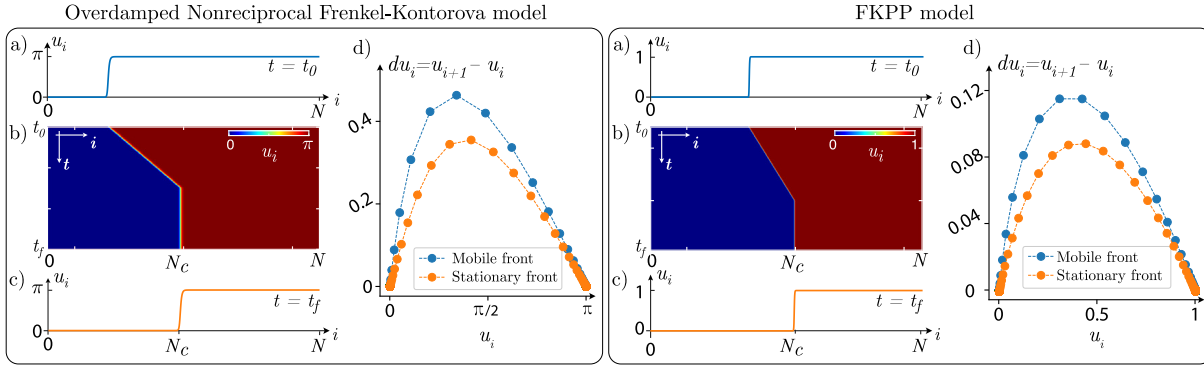 Overdamped Nonreciprocal Frenkel-Kontorova model
a)
u_i
π
0
t = t_0
0
N
i
b)
t_0
i
t
0
π
u_i
t_f
N_c
N
c)
u_i
π
0
t = t_f
0
N_c
N
i
d)
du_i=u_{i+1} - u_i
0.4
0.2
0
Mobile front
Stationary front
0
π/2
π
u_i
FKPP model
a)
u_i
1
0
t = t_0
0
N
i
b)
t_0
i
t
0
1
u_i
t_f
N_c
N
c)
u_i
1
0
t = t_f
0
N_c
N
i
d)
du_i=u_{i+1} - u_i
0.12
0.08
0.04
0
Mobile front
Stationary front
0
0.5
1
u_i